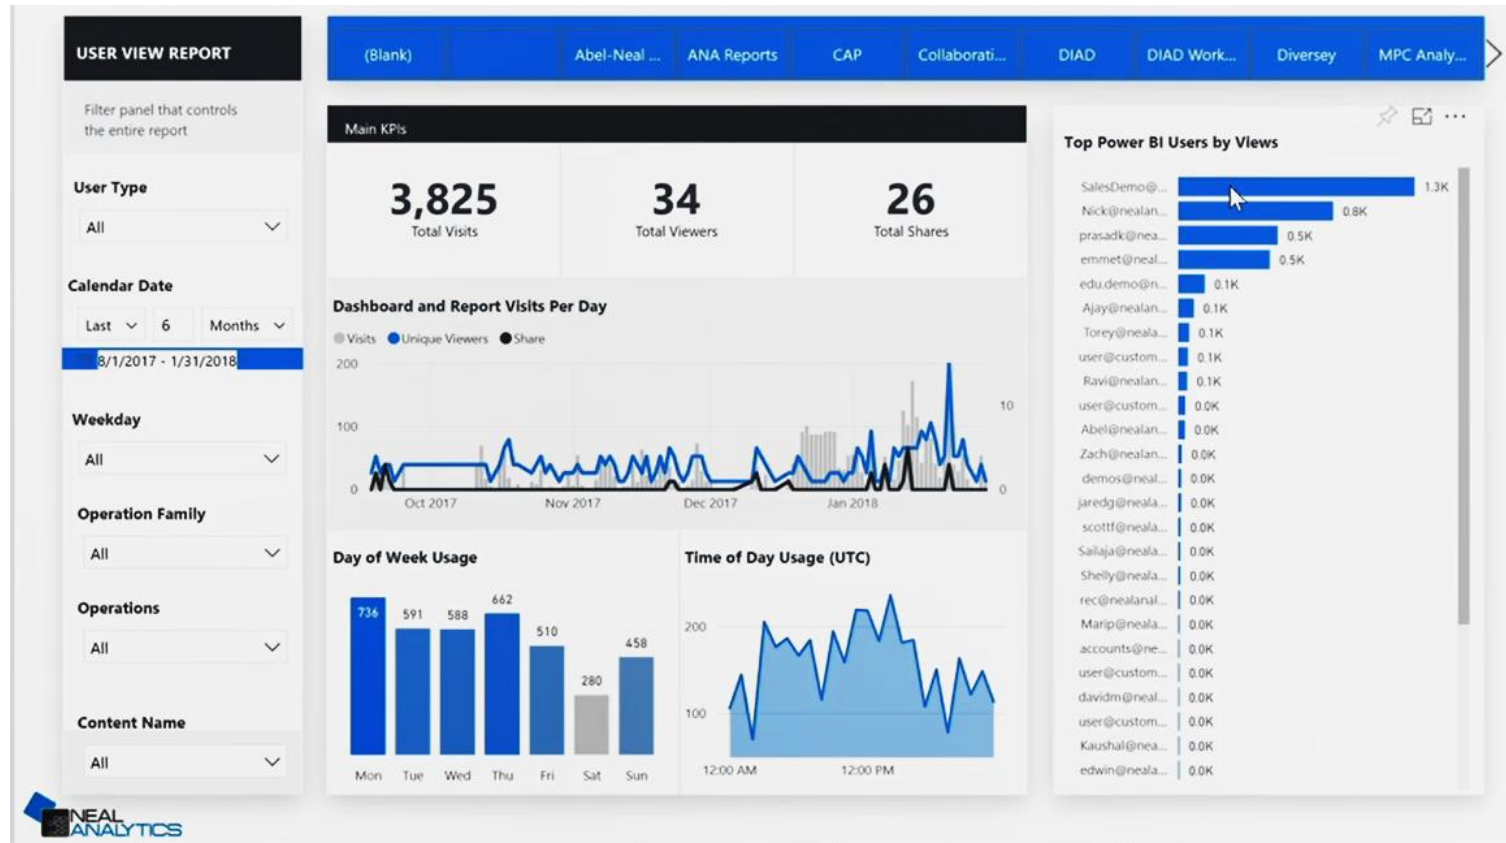 USER VIEW REPORT
(Blank)
Abel-Neal ...
ANA Reports
CAP
Collaborati...
DIAD
DIAD Work...
Diversey
MPC Analy...
Filter panel that controls
the entire report
User Type
All
Calendar Date
Last
6
Months
8/1/2017 - 1/31/2018
Weekday
All
Operation Family
All
Operations
All
Content Name
All
NEAL
ANALYTICS
Main KPIs
3,825
Total Visits
34
Total Viewers
26
Total Shares
Dashboard and Report Visits Per Day
Visits
Unique Viewers
Share
200
100
0
10
0
Oct 2017
Nov 2017
Dec 2017
Jan 2018
Day of Week Usage
736
591
588
662
510
280
458
Mon
Tue
Wed
Thu
Fri
Sat
Sun
Time of Day Usage (UTC)
200
100
12:00 AM
12:00 PM
Top Power BI Users by Views
SalesDemo@... 1.3K
Nick@nealan... 0.8K
prasadk@nea... 0.5K
emmet@neal... 0.5K
edu.demo@n... 0.1K
Ajay@nealan... 0.1K
Torey@neala... 0.1K
user@custom... 0.1K
Ravi@nealan... 0.1K
user@custom... 0.0K
Abel@nealan... 0.0K
Zach@nealan... 0.0K
demos@neal... 0.0K
jaredg@neala... 0.0K
scottf@neala... 0.0K
Sailaja@neala... 0.0K
Shelly@neala... 0.0K
rec@nealanal... 0.0K
Marip@neala... 0.0K
accounts@ne... 0.0K
user@custom... 0.0K
davidm@neal... 0.0K
user@custom... 0.0K
Kaushal@nea... 0.0K
edwin@neala... 0.0K